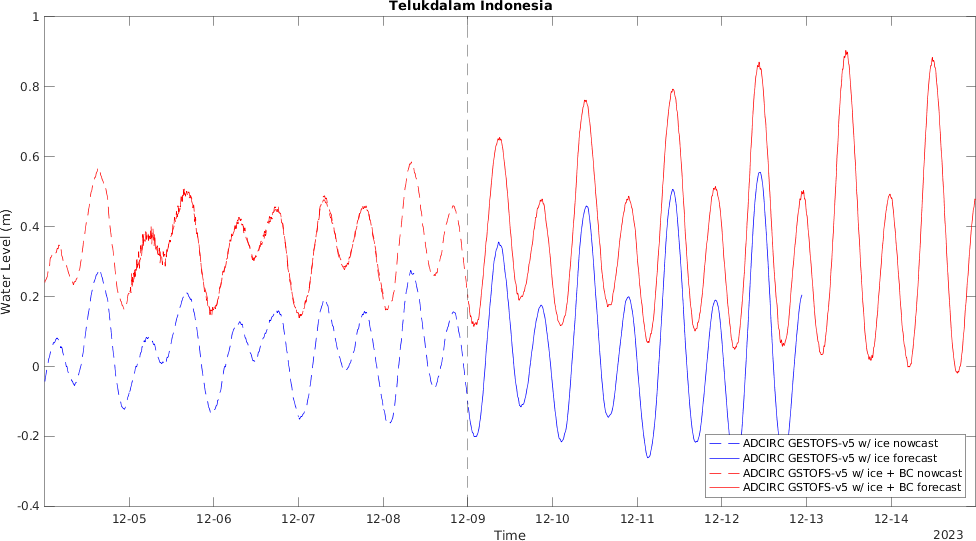 Telukdalam Indonesia
1
0.8
0.6
0.4
0.2
0
-0.2
-0.4
Water Level (m)
12-05 12-06 12-07 12-08 12-09 12-10 12-11 12-12 12-13 12-14
Time
2023
ADCIRC GESTOFS-v5 w/ ice nowcast
ADCIRC GESTOFS-v5 w/ ice forecast
ADCIRC GSTOFS-v5 w/ ice + BC nowcast
ADCIRC GSTOFS-v5 w/ ice + BC forecast